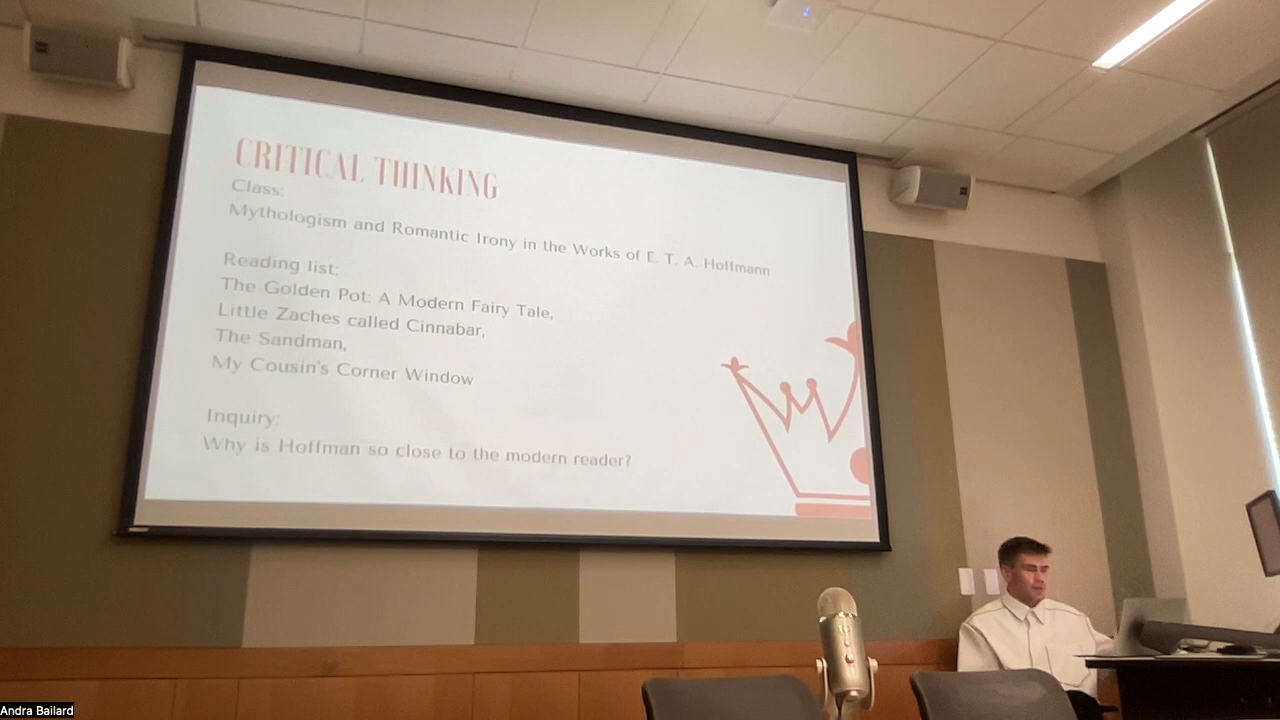 CRITICAL THINKING
Class:
Mythologism and Romantic Irony in the Works of E. T. A. Hoffmann
Reading list:
The Golden Pot: A Modern Fairy Tale,
Little Zaches called Cinnabar,
The Sandman,
My Cousin's Corner Window
Inquiry:
Why is Hoffman so close to the modern reader?
Andra Bailard